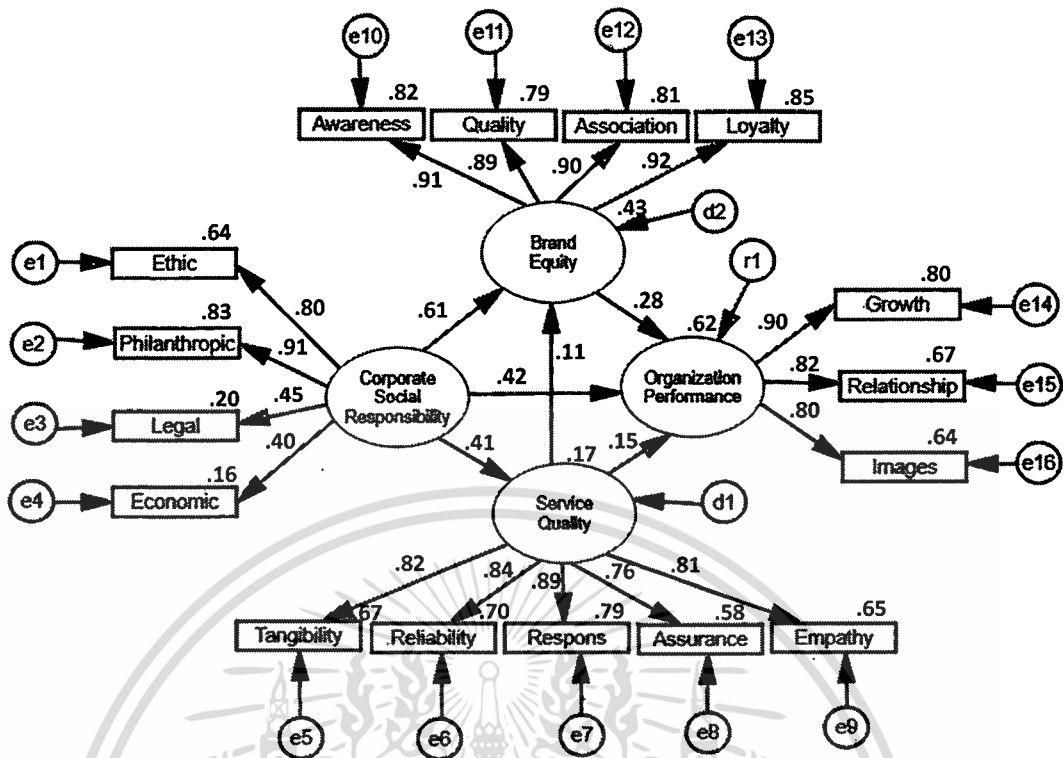 e10
e11
e12
e13
.82
.79
.81
.85
Awareness
Quality
Association
Loyalty
.91
.89
.90
.92
.43
d2
Brand
Equity
r1
.64
e1
Ethic
.80
.83
e2
Philanthropic
.91
.20
e3
Legal
.45
.16
e4
Economic
.40
Corporate
Social
Responsibility
.61
.11
.28
.42
.41
.15
.62
Organization
Performance
.90
.80
Growth
e14
.82
.67
Relationship
e15
.80
.64
Images
e16
.17
Service
Quality
d1
.82
.84
.89
.76
.81
.67
.70
.79
.58
.65
Tangibility
Reliability
Respons
Assurance
Empathy
e5
e6
e7
e8
e9